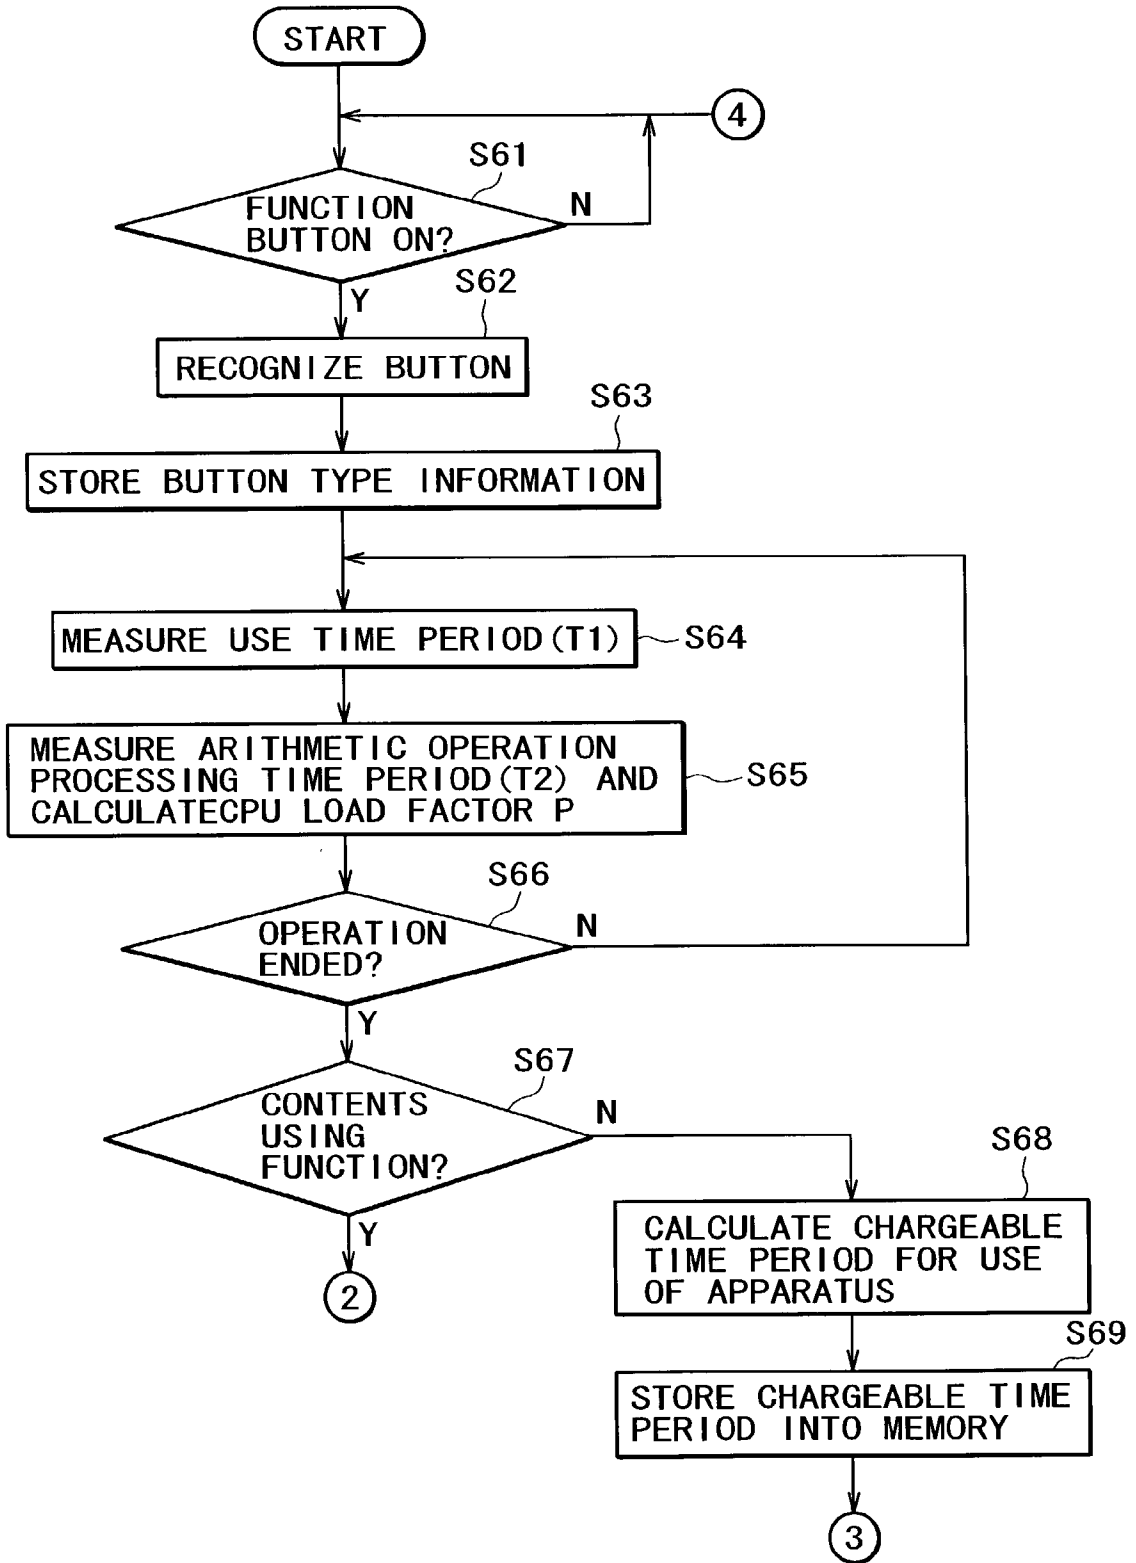 START
4
S61
FUNCTION
BUTTON ON?
N
Y
S62
RECOGNIZE BUTTON
S63
STORE BUTTON TYPE INFORMATION
MEASURE USE TIME PERIOD(T1)
S64
MEASURE ARITHMETIC OPERATION
PROCESSING TIME PERIOD(T2) AND
CALCULATECPU LOAD FACTOR P
S65
S66
OPERATION
ENDED?
N
Y
S67
CONTENTS
USING
FUNCTION?
N
Y
2
S68
CALCULATE CHARGEABLE
TIME PERIOD FOR USE
OF APPARATUS
S69
STORE CHARGEABLE TIME
PERIOD INTO MEMORY
3